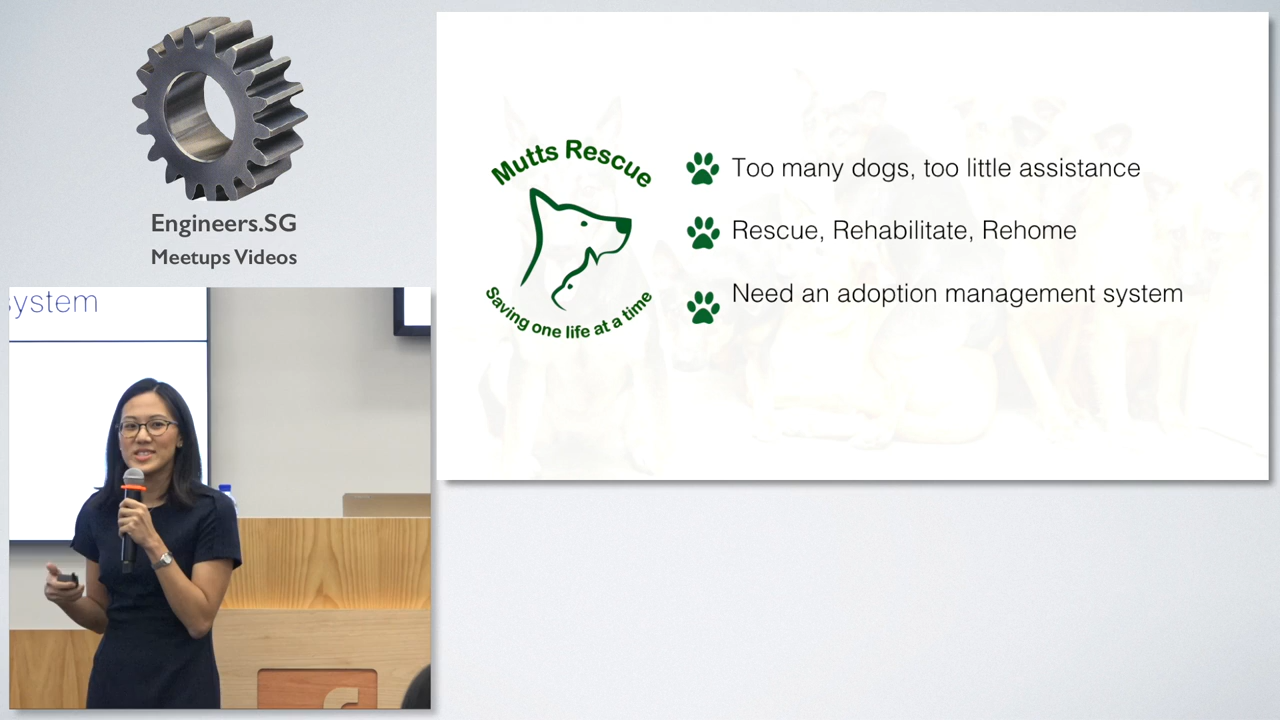 Engineers.SG
Meetups Videos
system
Mutts Rescue
Saving one life at a time
Too many dogs, too little assistance
Rescue, Rehabilitate, Rehome
Need an adoption management system